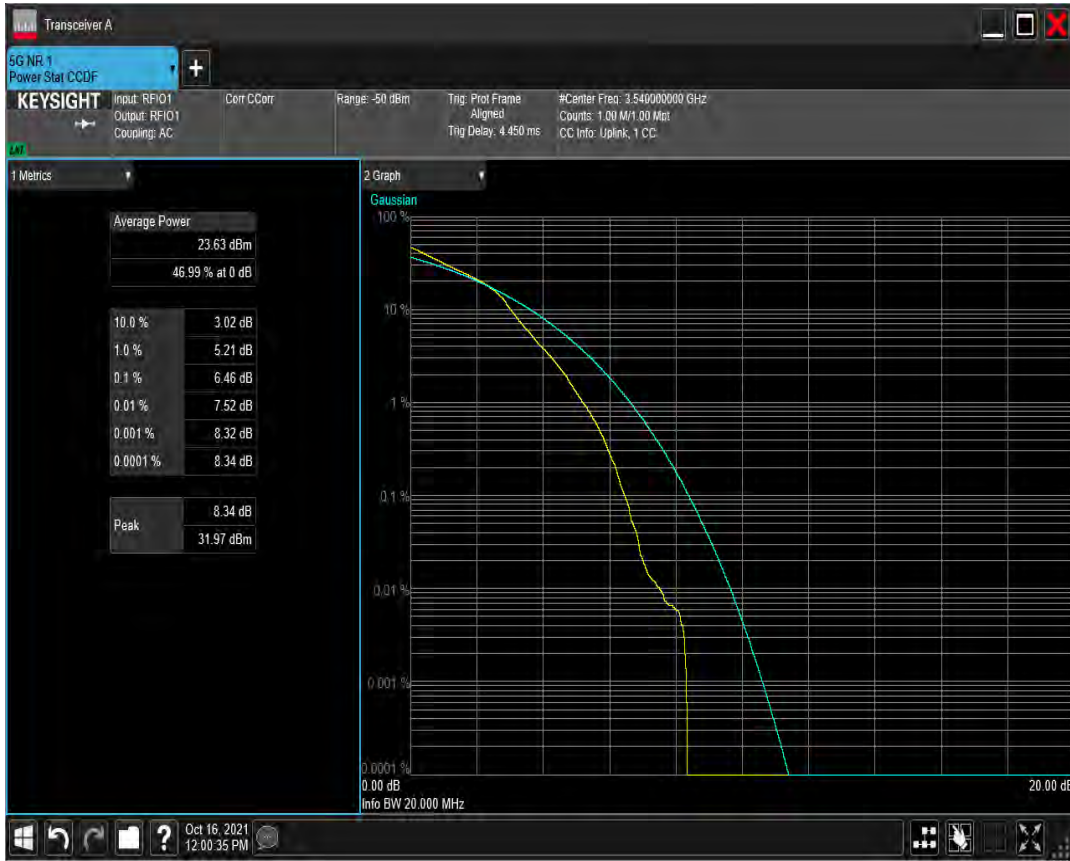 Transceiver A
5G NR 1
Power Stat CCDF
+
KEYSIGHT
Input: RFIO1
Output: RFIO1
Coupling: AC
Corr CCorr
Range: -50 dBm
Trig: Prot Frame
Aligned
Trig Delay: 4.450 ms
#Center Freq: 3.540000000 GHz
Counts: 1.00 M/1.00 Mpt
CC Info: Uplink, 1 CC
1 Metrics
Average Power
23.63 dBm
46.99 % at 0 dB
10.0 % 3.02 dB
1.0 % 5.21 dB
0.1 % 6.46 dB
0.01 % 7.52 dB
0.001 % 8.32 dB
0.0001 % 8.34 dB
Peak
8.34 dB
31.97 dBm
2 Graph
Gaussian
100 %
10 %
1 %
0.1 %
0.01 %
0.001 %
0.0001 %
0.00 dB
20.00 dB
Info BW 20.000 MHz
?
Oct 16, 2021
12:00:35 PM